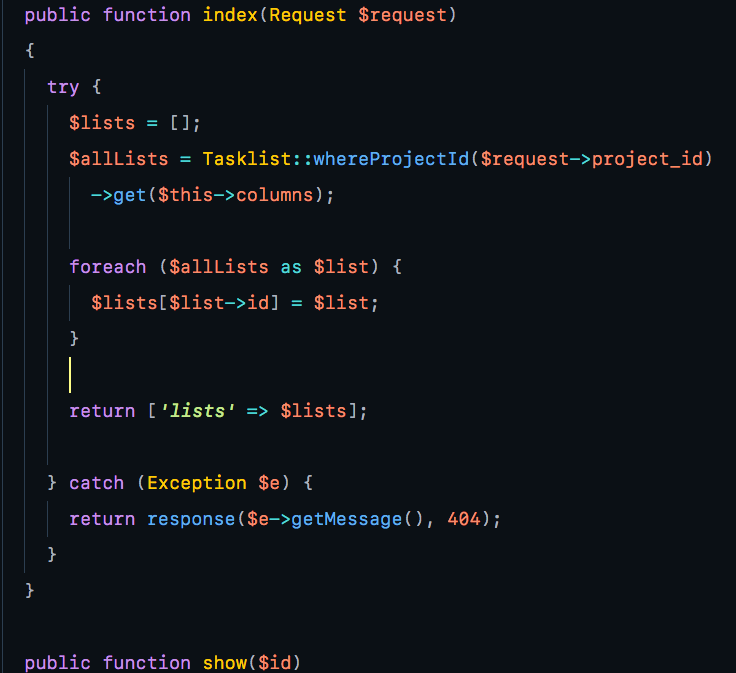 public function index(Request $request)
{
try {
$lists = [];
$allLists = Tasklist::whereProjectId($request->project_id)
->get($this->columns);
foreach ($allLists as $list) {
$lists[$list->id] = $list;
}
return ['lists' => $lists];
} catch (Exception $e) {
return response($e->getMessage(), 404);
}
}
public function show($id)